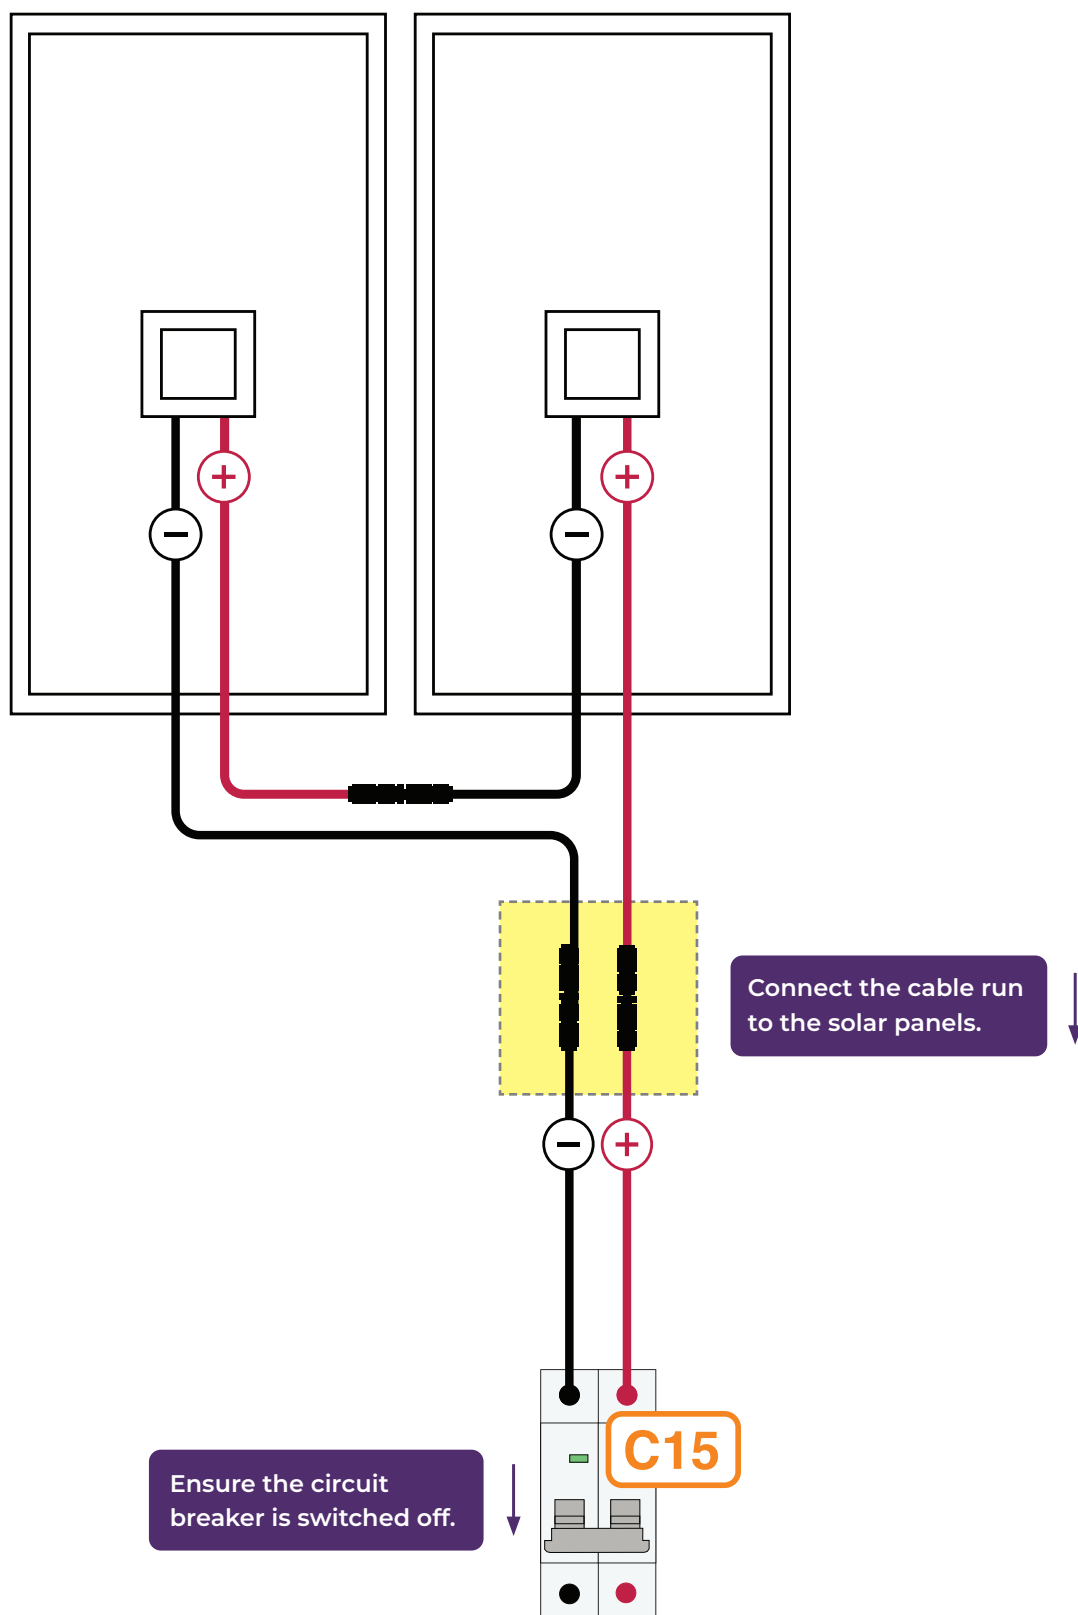 +
+
−
−
Connect the cable run
to the solar panels.
−
+
C15
Ensure the circuit
breaker is switched off.